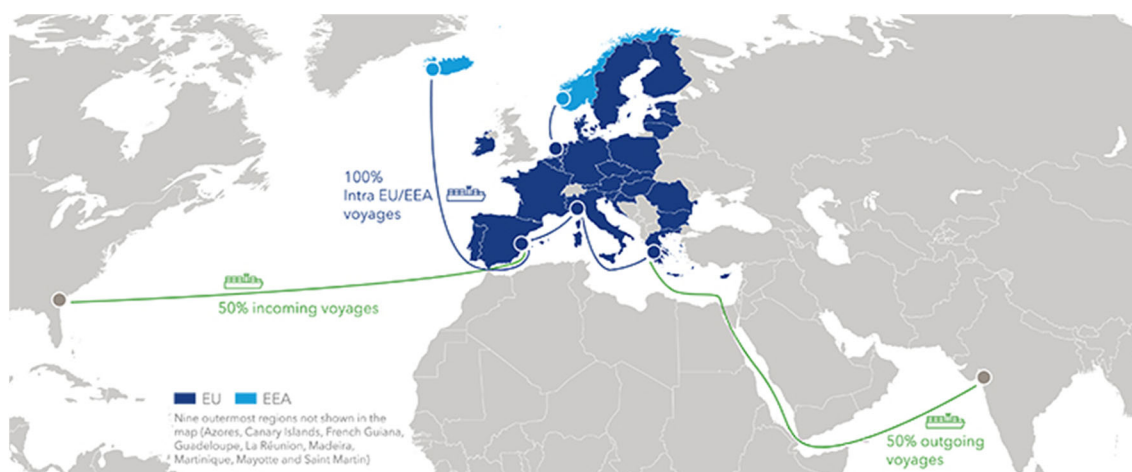 100%
Intra EU/EEA
voyages
50% incoming voyages
EU EEA
Nine outermost regions not shown in the
map (Azores, Canary Islands, French Guiana,
Guadeloupe, La Réunion, Madeira,
Martinique, Mayotte and Saint Martin)
50% outgoing
voyages